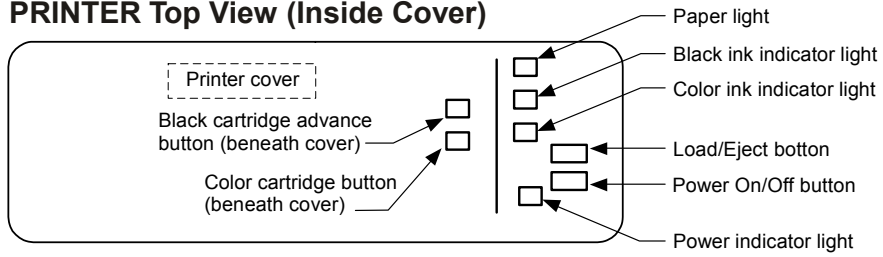 PRINTER Top View (Inside Cover)
Paper light
Black ink indicator light
Color ink indicator light
Printer cover
Black cartridge advance
button (beneath cover)
Color cartridge button
(beneath cover)
Load/Eject botton
Power On/Off button
Power indicator light